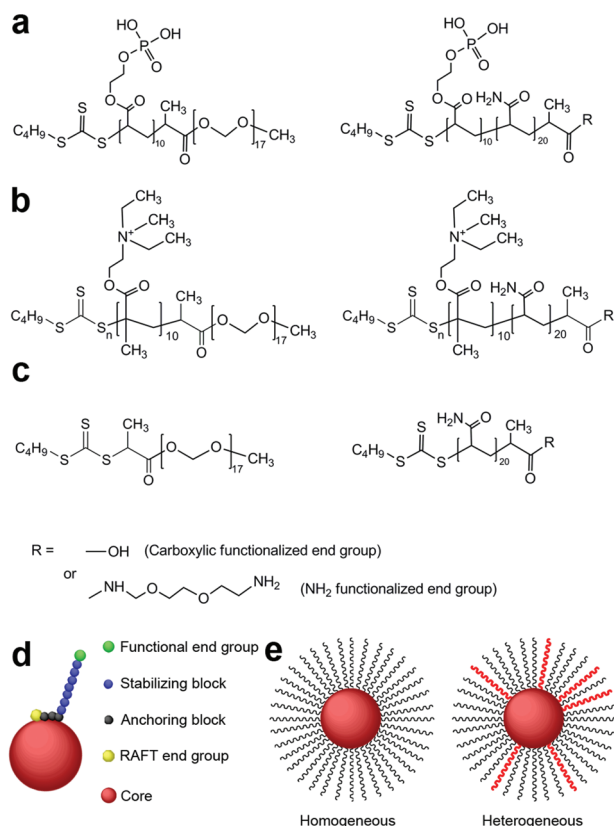 a
HO
OH
P
O
O
O
O
CH3
S
C4H9
S
S
10
O
O
O
17
CH3
HO
OH
P
O
O
O
O
H2N
O
CH3
S
C4H9
S
S
10
20
R
O
b
CH3
CH3
N+
CH3
O
O
CH3
S
C4H9
S
S
n
CH3
10
O
O
O
17
CH3
CH3
CH3
N+
CH3
O
O
H2N
O
CH3
S
C4H9
S
S
n
CH3
10
20
R
O
c
S
CH3
C4H9
S
S
O
O
O
17
CH3
H2N
O
CH3
S
C4H9
S
S
20
R
O
R = —OH (Carboxylic functionalized end group)
or
NH O O NH2 (NH2 functionalized end group)
d
Functional end group
Stabilizing block
Anchoring block
RAFT end group
Core
e
Homogeneous
Heterogeneous